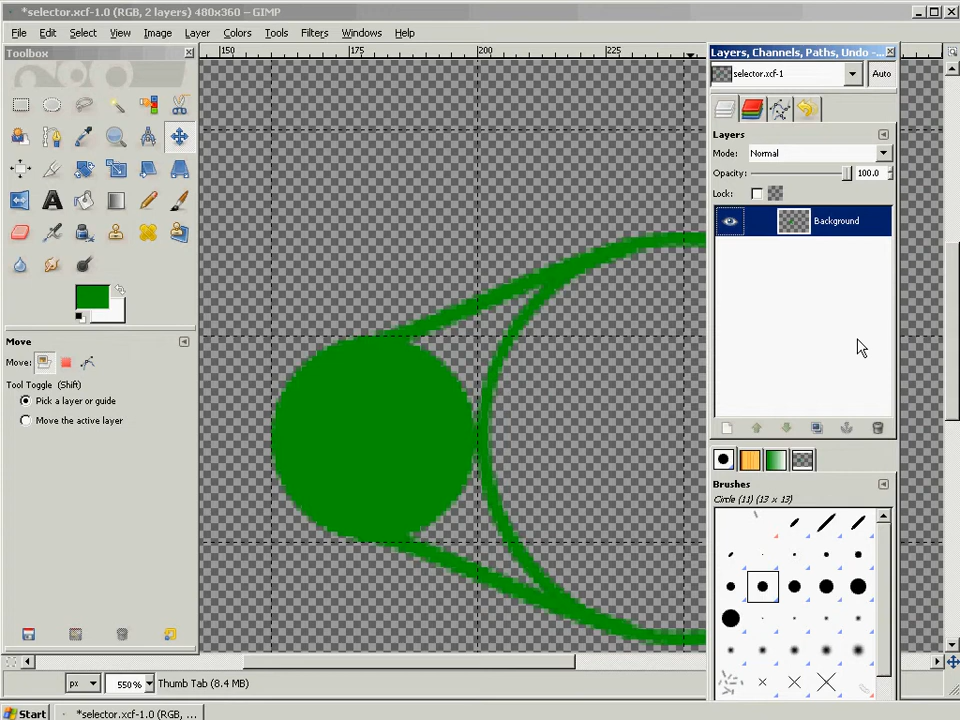 *selector.xcf-1.0 (RGB, 2 layers) 480x360 – GIMP
File Edit Select View Image Layer Colors Tools Filters Windows Help
Toolbox
150 175 200 225
Layers, Channels, Paths, Undo -...
selector.xcf-1 Auto
Layers
Mode: Normal
Opacity: 100.0
Lock:
Background
Move
Move:
Tool Toggle (Shift)
Pick a layer or guide
Move the active layer
Brushes
Circle (11) (13 x 13)
px 550% Thumb Tab (8.4 MB)
Start *selector.xcf-1.0 (RGB, ...